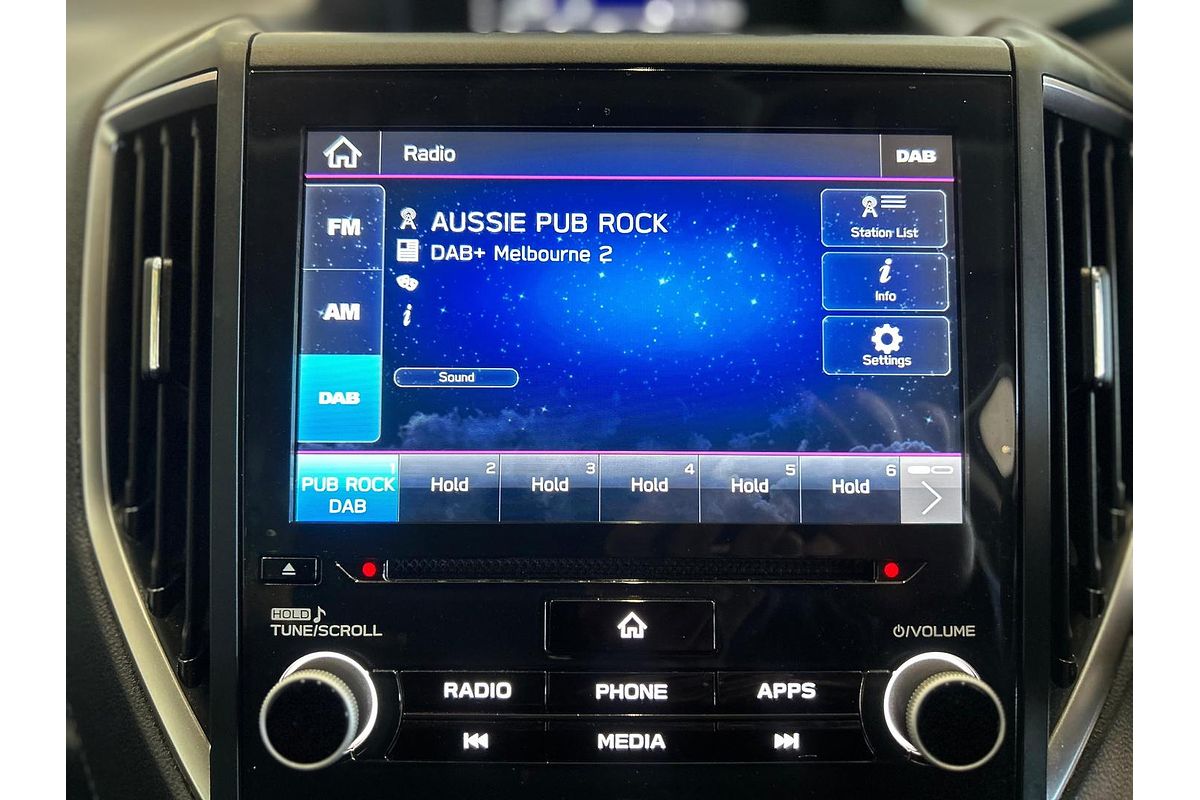 Radio
DAB
FM
AM
DAB
AUSSIE PUB ROCK
DAB+ Melbourne 2
Sound
Station List
Info
Settings
1
PUB ROCK
DAB
2
Hold
3
Hold
4
Hold
5
Hold
6
Hold
HOLD
TUNE/SCROLL
/VOLUME
RADIO
PHONE
APPS
MEDIA